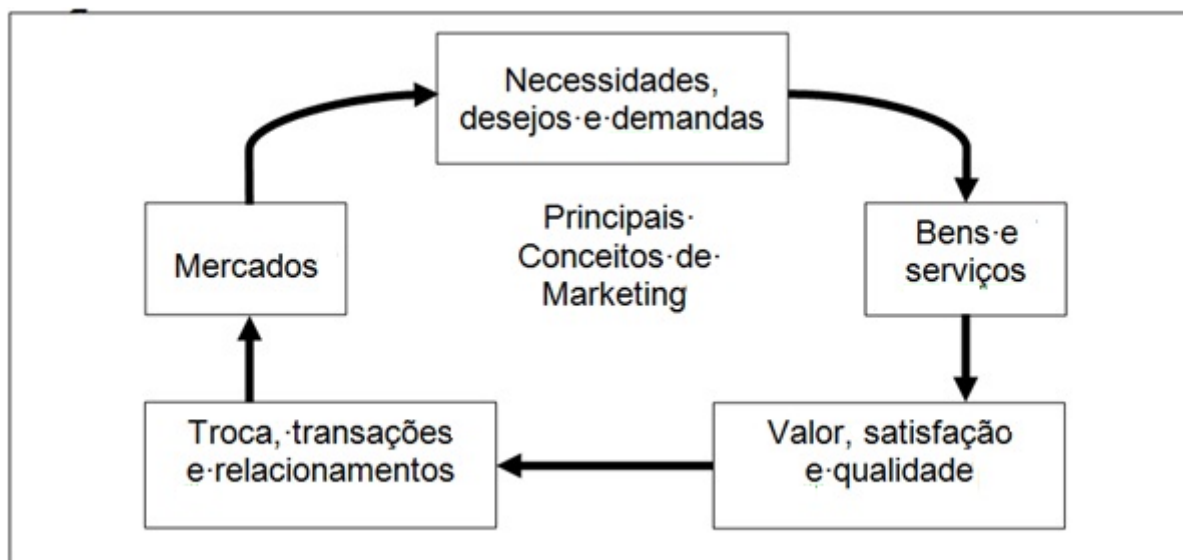 Necessidades,
desejos·e·demandas
Bens·e
serviços
Valor, satisfação
e·qualidade
Troca,·transações
e·relacionamentos
Mercados
Principais·
Conceitos·de·
Marketing